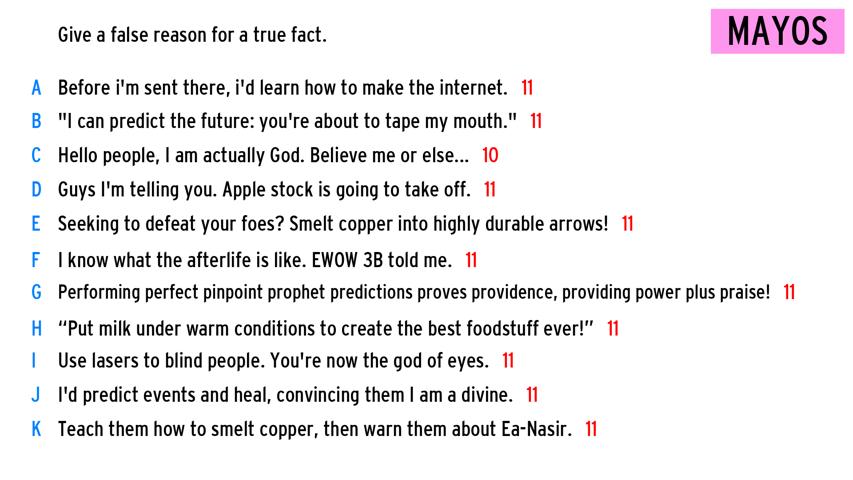 Give a false reason for a true fact.
MAYOS
A Before i'm sent there, i'd learn how to make the internet. 11
B "I can predict the future: you're about to tape my mouth." 11
C Hello people, I am actually God. Believe me or else... 10
D Guys I'm telling you. Apple stock is going to take off. 11
E Seeking to defeat your foes? Smelt copper into highly durable arrows! 11
F I know what the afterlife is like. EWOW 3B told me. 11
G Performing perfect pinpoint prophet predictions proves providence, providing power plus praise! 11
H “Put milk under warm conditions to create the best foodstuff ever!” 11
I Use lasers to blind people. You're now the god of eyes. 11
J I'd predict events and heal, convincing them I am a divine. 11
K Teach them how to smelt copper, then warn them about Ea-Nasir. 11